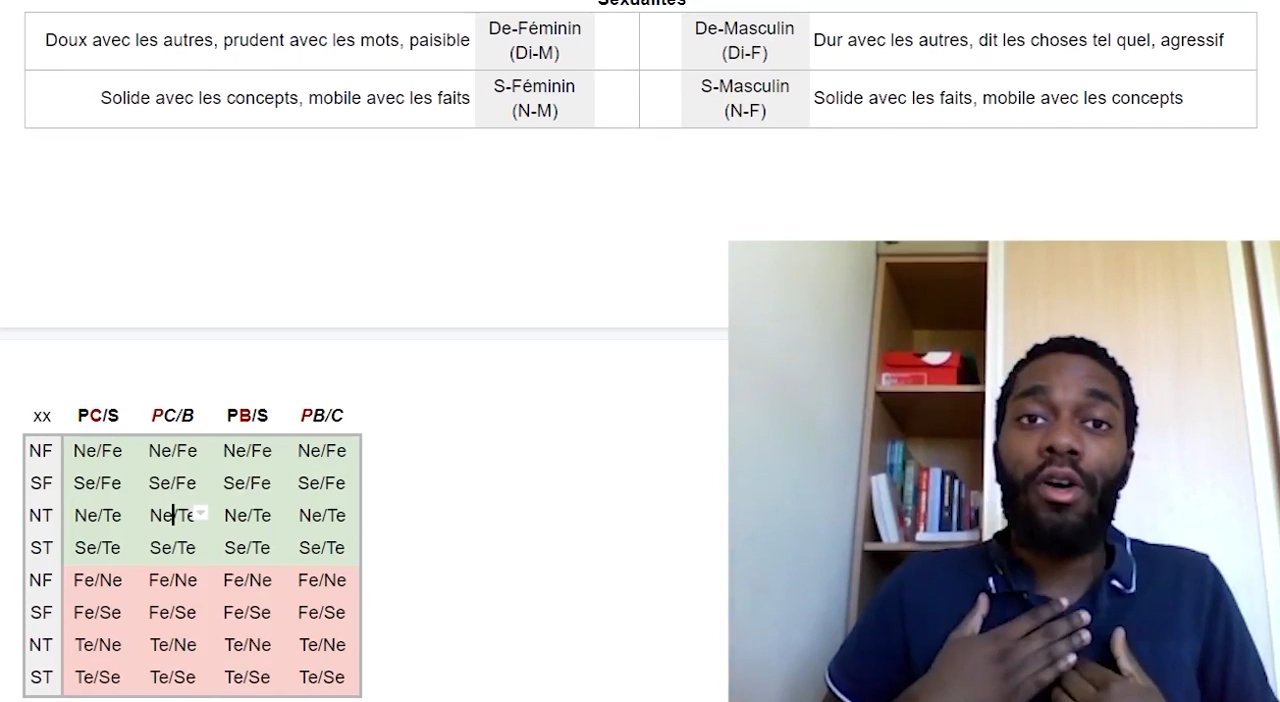 Sexualités
Doux avec les autres, prudent avec les mots, paisible De-Féminin (Di-M) De-Masculin (Di-F) Dur avec les autres, dit les choses tel quel, agressif
Solide avec les concepts, mobile avec les faits S-Féminin (N-M) S-Masculin (N-F) Solide avec les faits, mobile avec les concepts
xx PC/S PC/B PB/S PB/C
NF Ne/Fe Ne/Fe Ne/Fe Ne/Fe
SF Se/Fe Se/Fe Se/Fe Se/Fe
NT Ne/Te Ne/Te Ne/Te Ne/Te
ST Se/Te Se/Te Se/Te Se/Te
NF Fe/Ne Fe/Ne Fe/Ne Fe/Ne
SF Fe/Se Fe/Se Fe/Se Fe/Se
NT Te/Ne Te/Ne Te/Ne Te/Ne
ST Te/Se Te/Se Te/Se Te/Se